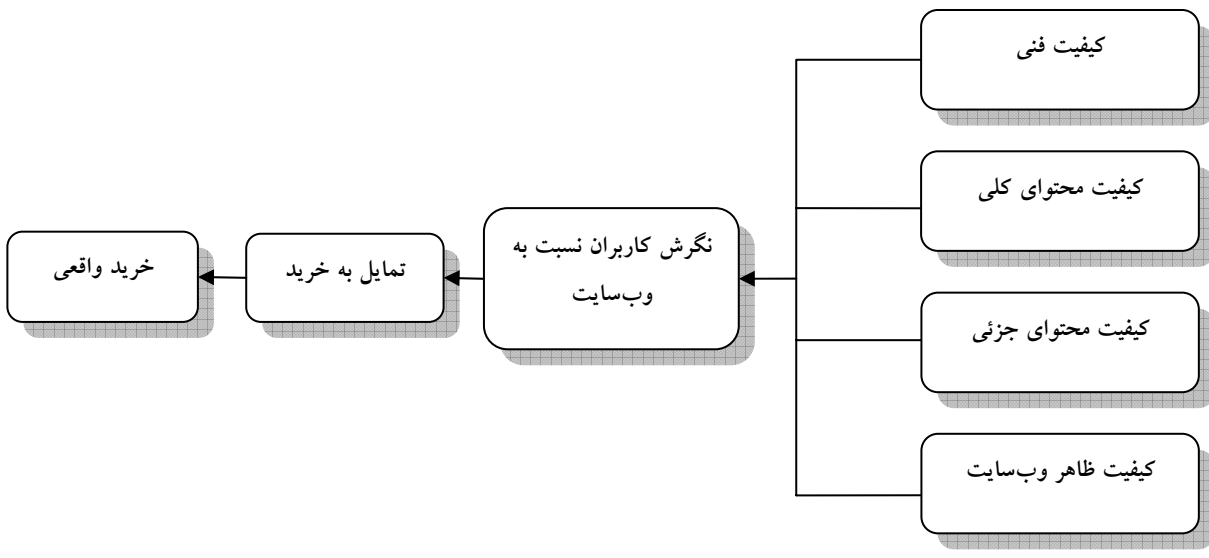 کیفیت فنی
کیفیت محتوای کلی
کیفیت محتوای جزئی
کیفیت ظاهر وب‌سایت
نگرش کاربران نسبت به
وب‌سایت
تمایل به خرید
خرید واقعی